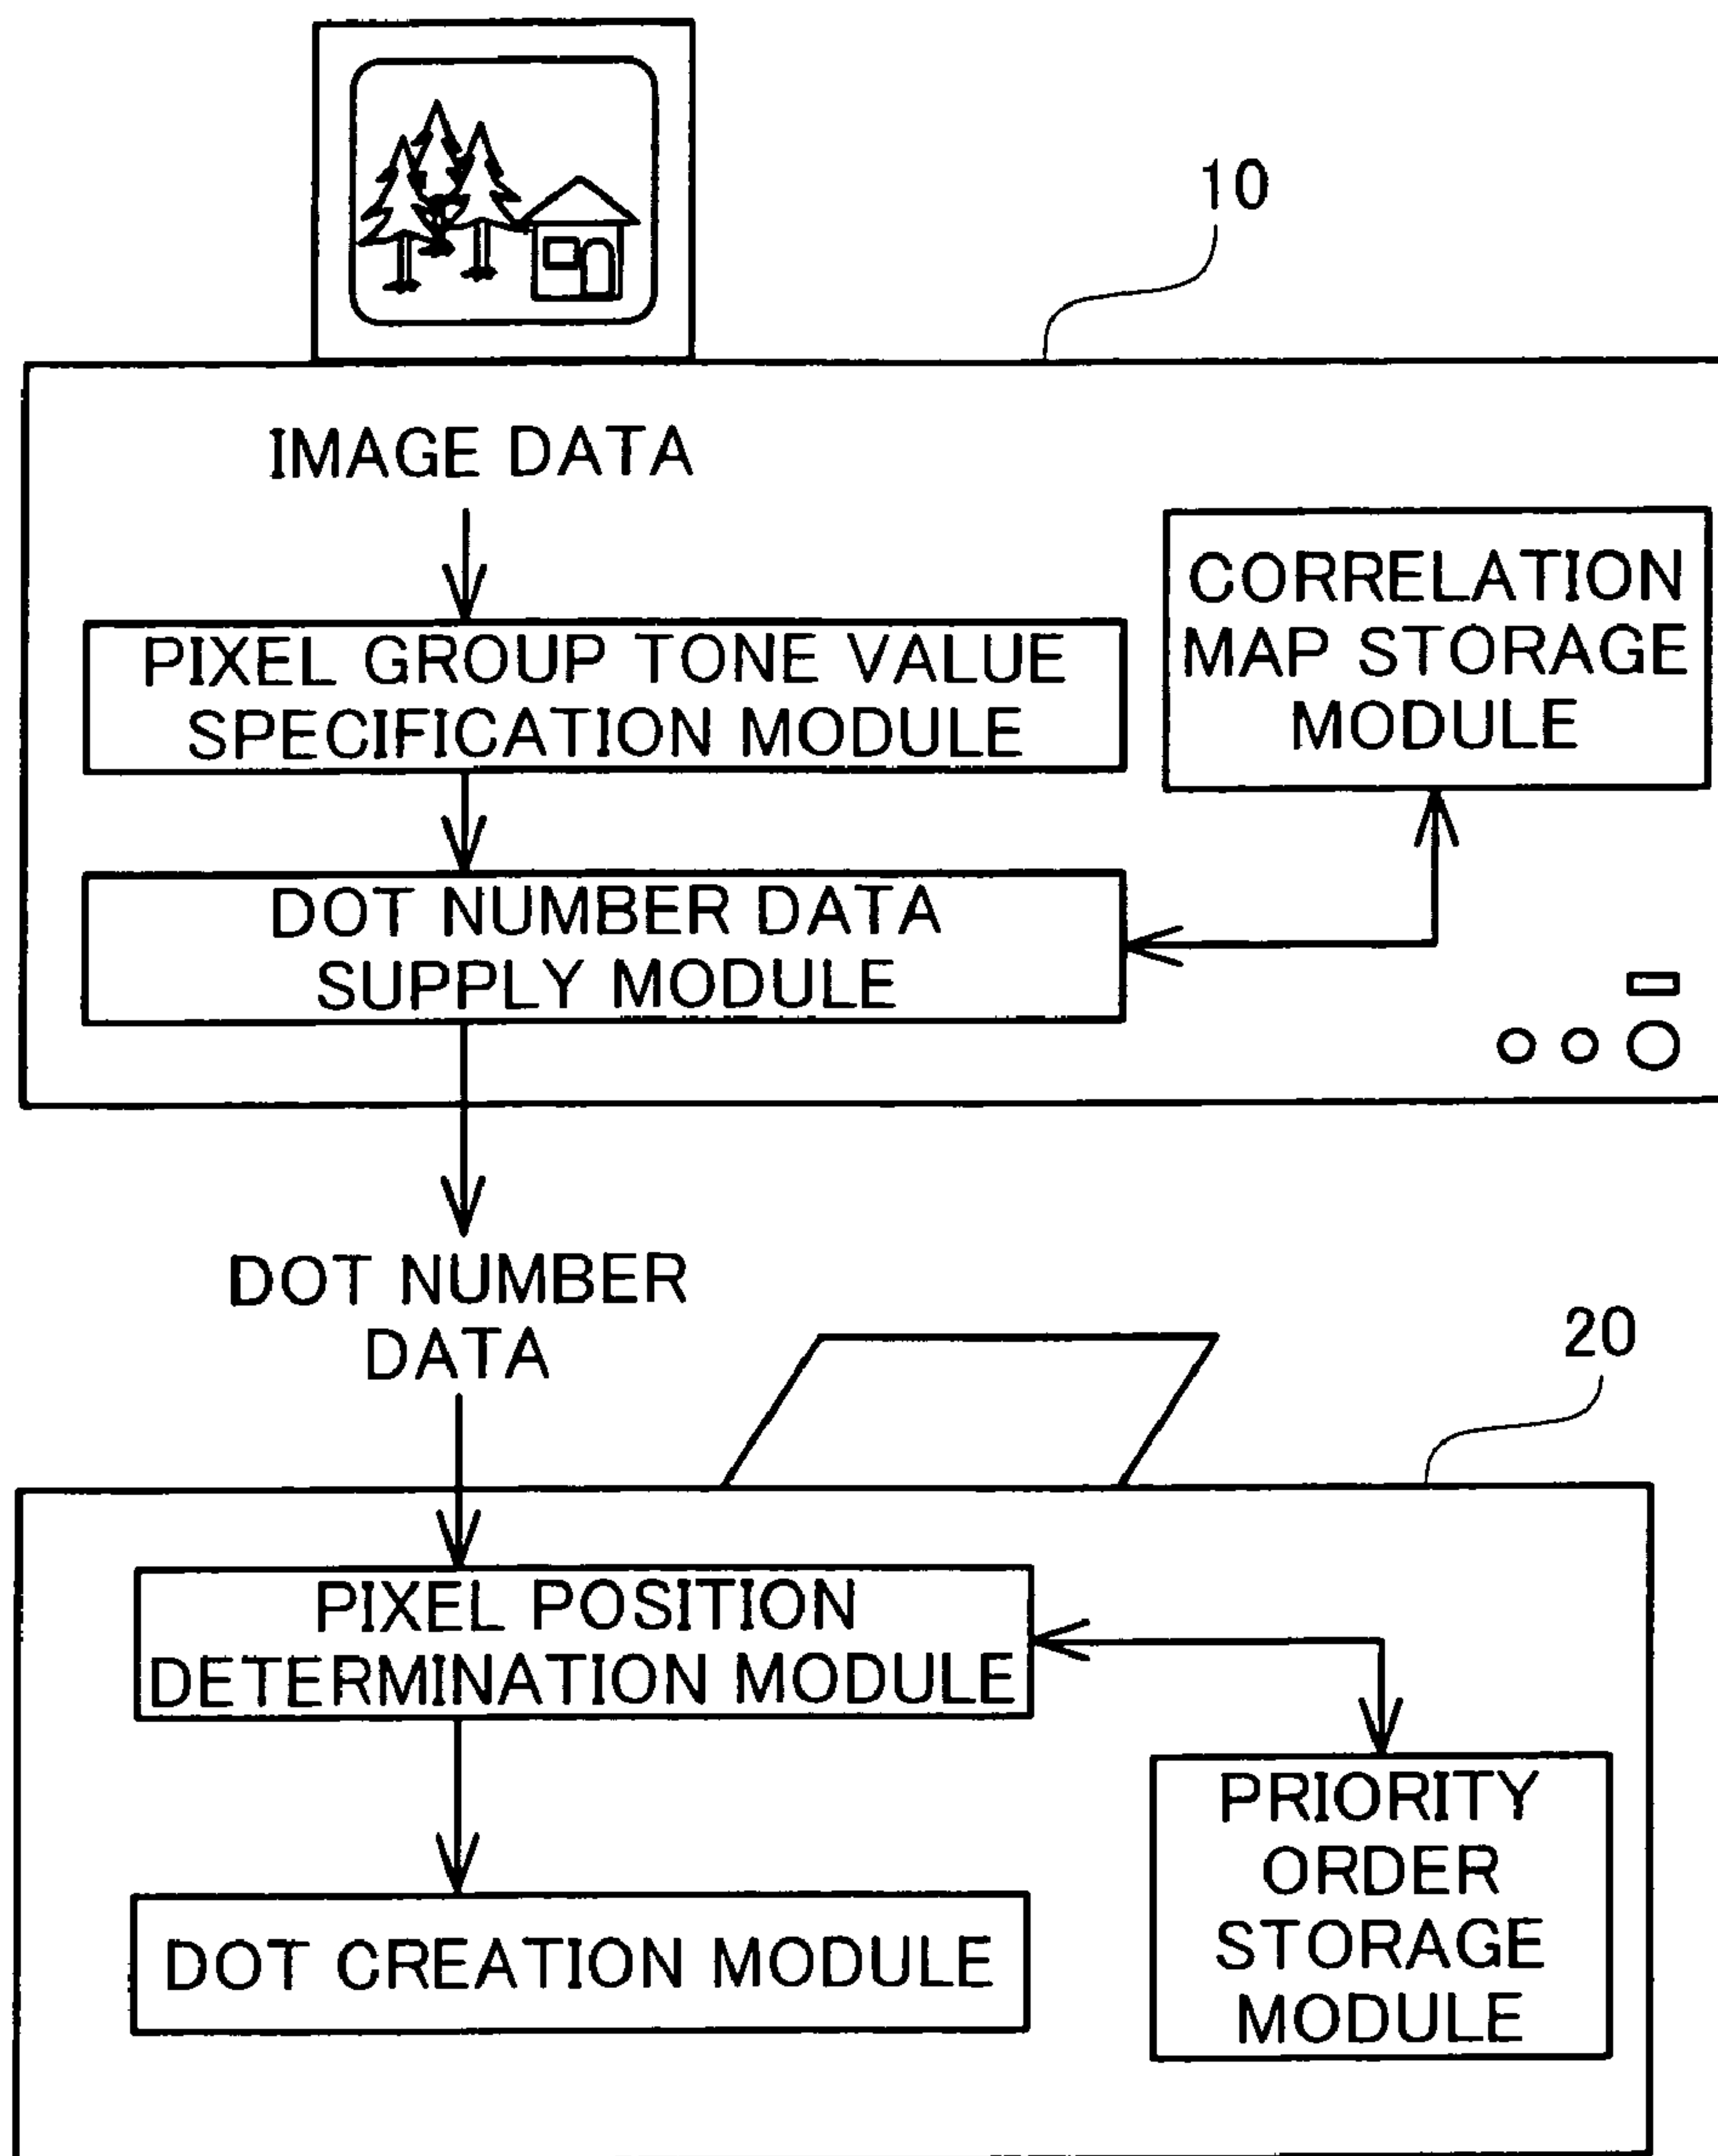 10
IMAGE DATA
PIXEL GROUP TONE VALUE
SPECIFICATION MODULE
CORRELATION
MAP STORAGE
MODULE
DOT NUMBER DATA
SUPPLY MODULE
DOT NUMBER
DATA
20
PIXEL POSITION
DETERMINATION MODULE
PRIORITY
ORDER
STORAGE
MODULE
DOT CREATION MODULE